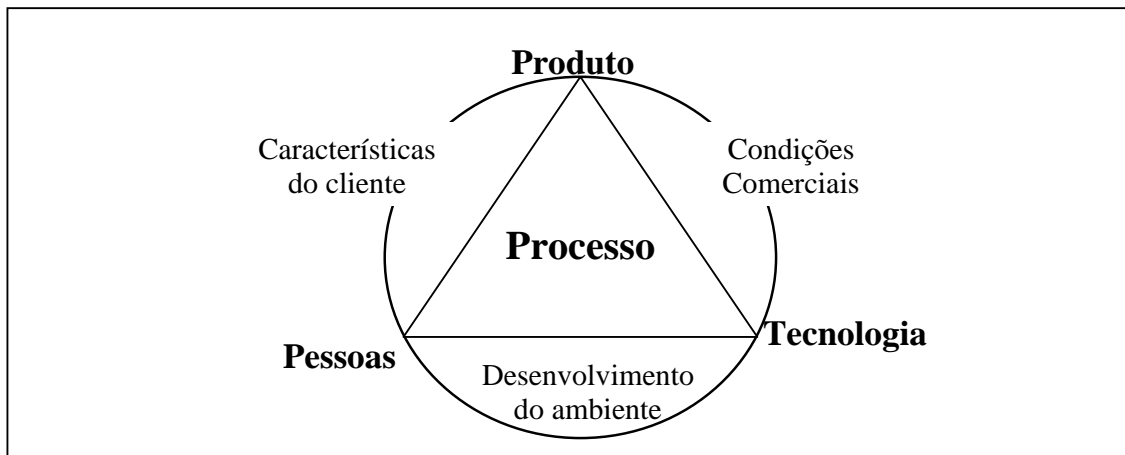 Produto
Características
do cliente
Condições
Comerciais
Processo
Pessoas
Tecnologia
Desenvolvimento
do ambiente